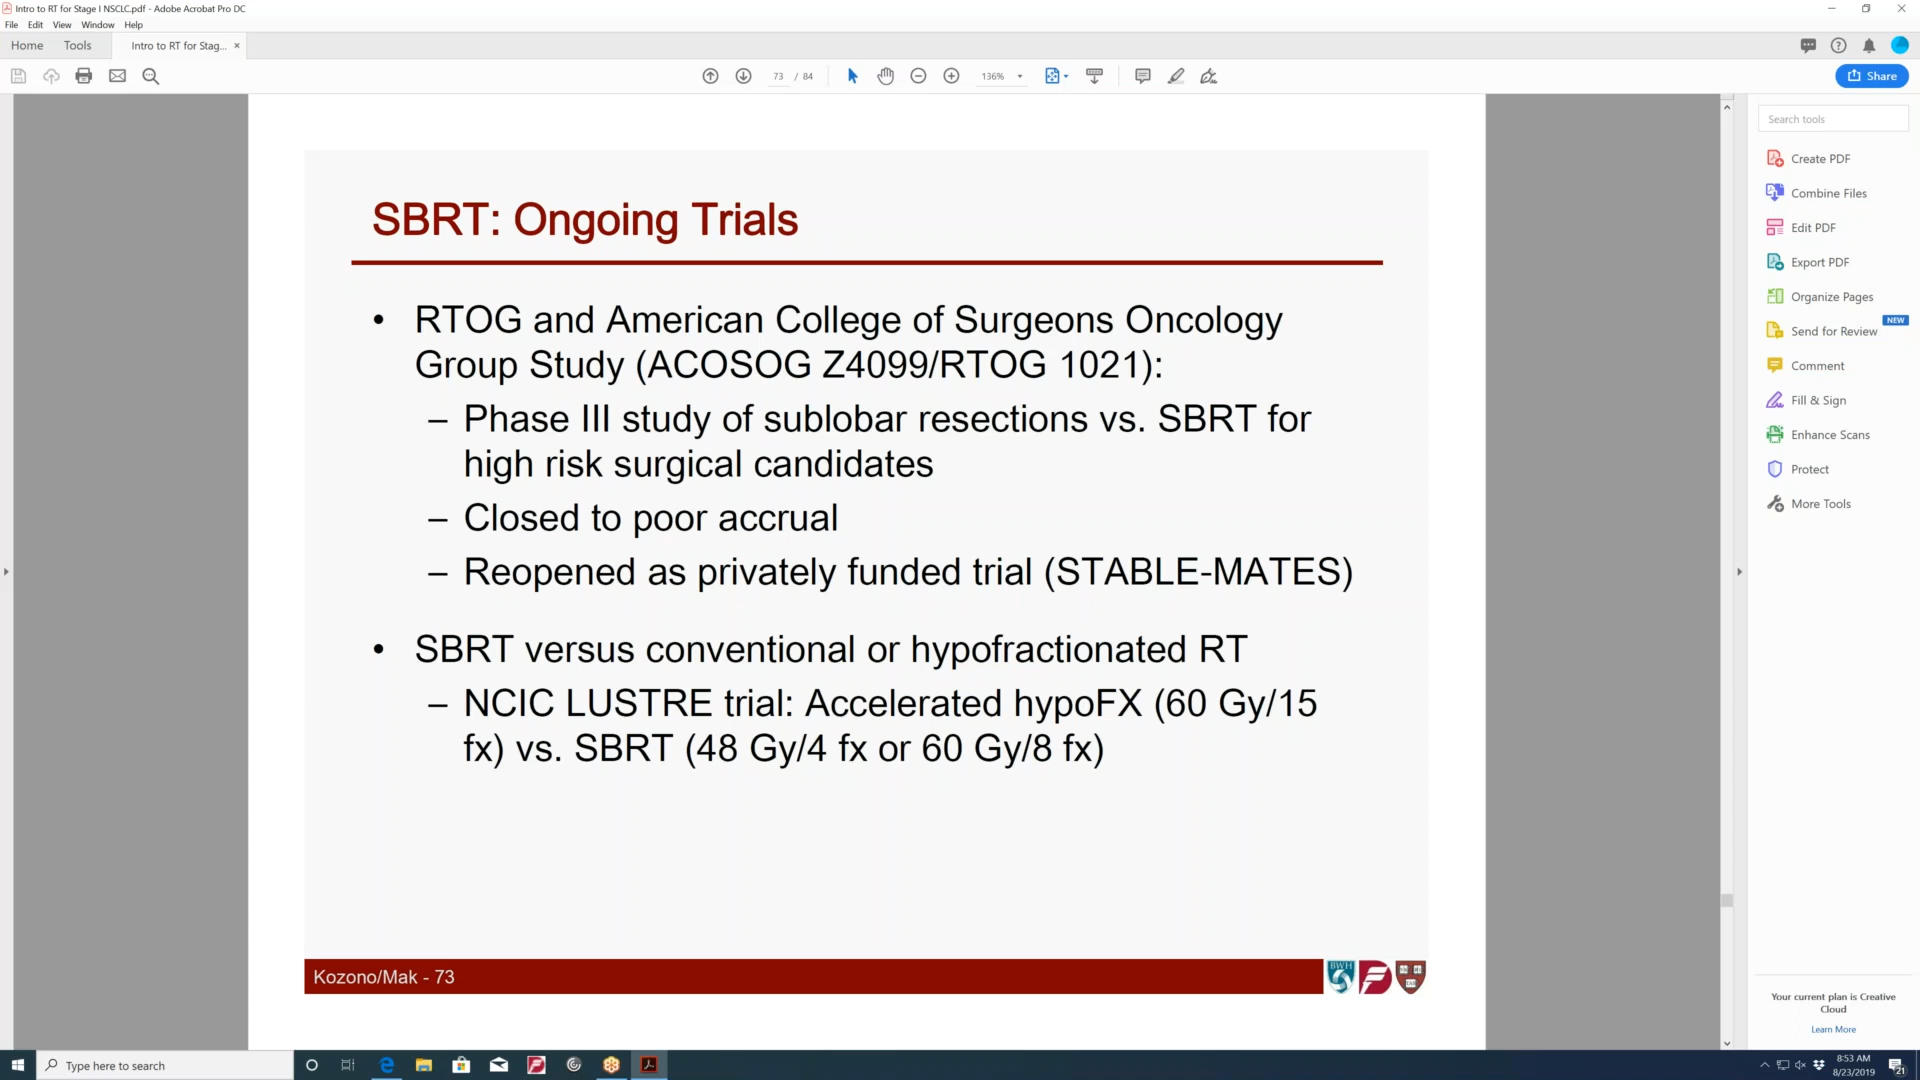 Intro to RT for Stage I NSCLC.pdf - Adobe Acrobat Pro DC
File Edit View Window Help
Home Tools Intro to RT for Stag... ×
73 / 84 136%
Share
Search tools
SBRT: Ongoing Trials
• RTOG and American College of Surgeons Oncology
Group Study (ACOSOG Z4099/RTOG 1021):
– Phase III study of sublobar resections vs. SBRT for
high risk surgical candidates
– Closed to poor accrual
– Reopened as privately funded trial (STABLE-MATES)
• SBRT versus conventional or hypofractionated RT
– NCIC LUSTRE trial: Accelerated hypoFX (60 Gy/15
fx) vs. SBRT (48 Gy/4 fx or 60 Gy/8 fx)
Kozono/Mak - 73
BWH
Create PDF
Combine Files
Edit PDF
Export PDF
Organize Pages
NEW
Send for Review
Comment
Fill & Sign
Enhance Scans
Protect
More Tools
Your current plan is Creative
Cloud
Learn More
Type here to search
8:53 AM
8/23/2019
21